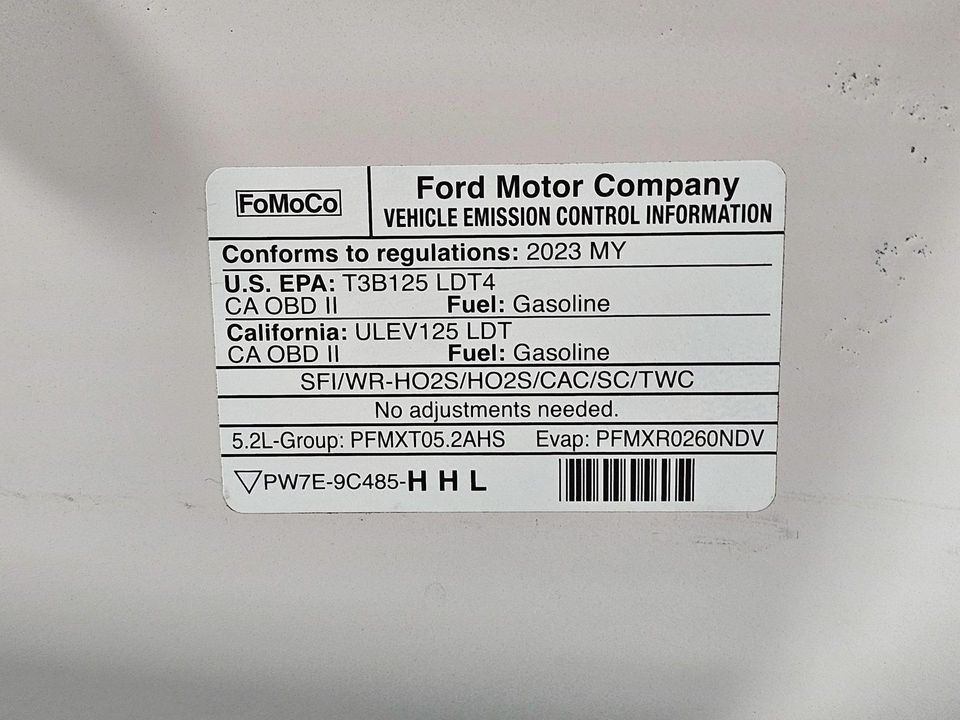 FoMoCo
Ford Motor Company
VEHICLE EMISSION CONTROL INFORMATION
Conforms to regulations: 2023 MY
U.S. EPA: T3B125 LDT4
CA OBD II Fuel: Gasoline
California: ULEV125 LDT
CA OBD II Fuel: Gasoline
SFI/WR-HO2S/HO2S/CAC/SC/TWC
No adjustments needed.
5.2L-Group: PFMXT05.2AHS Evap: PFMXR0260NDV
PW7E-9C485-H H L